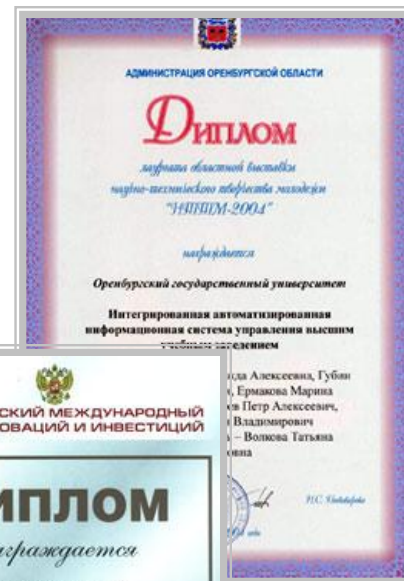 АДМИНИСТРАЦИЯ ОРЕНБУРГСКОЙ ОБЛАСТИ
Диплом
лауреата областной выставки
научно-технического творчества молодежи
"НТТМ-2004"
награждается
Оренбургский государственный университет
Интегрированная автоматизированная
информационная система управления высшим
учебным заведением
Алексеевна, Губин
, Ермакова Марина
Петр Алексеевич,
Владимирович
– Волкова Татьяна
СКИЙ МЕЖДУНАРОДНЫЙ
ОВАЦИЙ И ИНВЕСТИЦИЙ
ИПЛОМ
аграждается